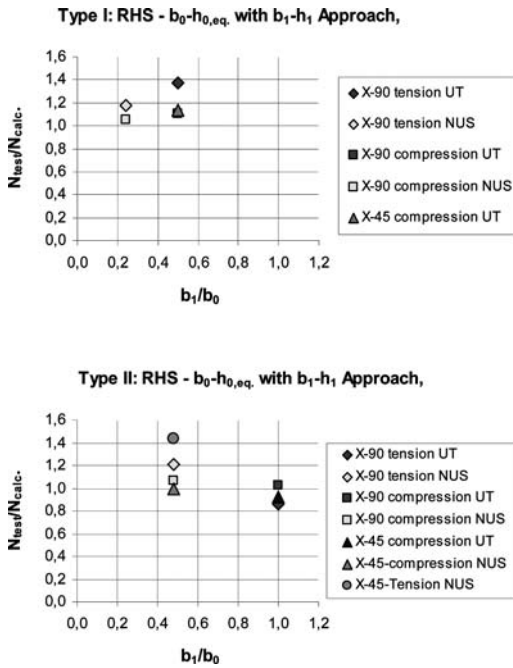 Type I: RHS - b₀-h₀,eq. with b₁-h₁ Approach,
Nₜₑₛₜ/N꜀ₐₗ꜀.
1,6
1,4
1,2
1,0
0,8
0,6
0,4
0,2
0,0
0,0 0,2 0,4 0,6 0,8 1,0 1,2
b₁/b₀
X-90 tension UT
X-90 tension NUS
X-90 compression UT
X-90 compression NUS
X-45 compression UT
Type II: RHS - b₀-h₀,eq. with b₁-h₁ Approach,
Nₜₑₛₜ/N꜀ₐₗ꜀.
1,6
1,4
1,2
1,0
0,8
0,6
0,4
0,2
0,0
0,0 0,2 0,4 0,6 0,8 1,0 1,2
b₁/b₀
X-90 tension UT
X-90 tension NUS
X-90 compression UT
X-90 compression NUS
X-45 compression UT
X-45-compression NUS
X-45-Tension NUS